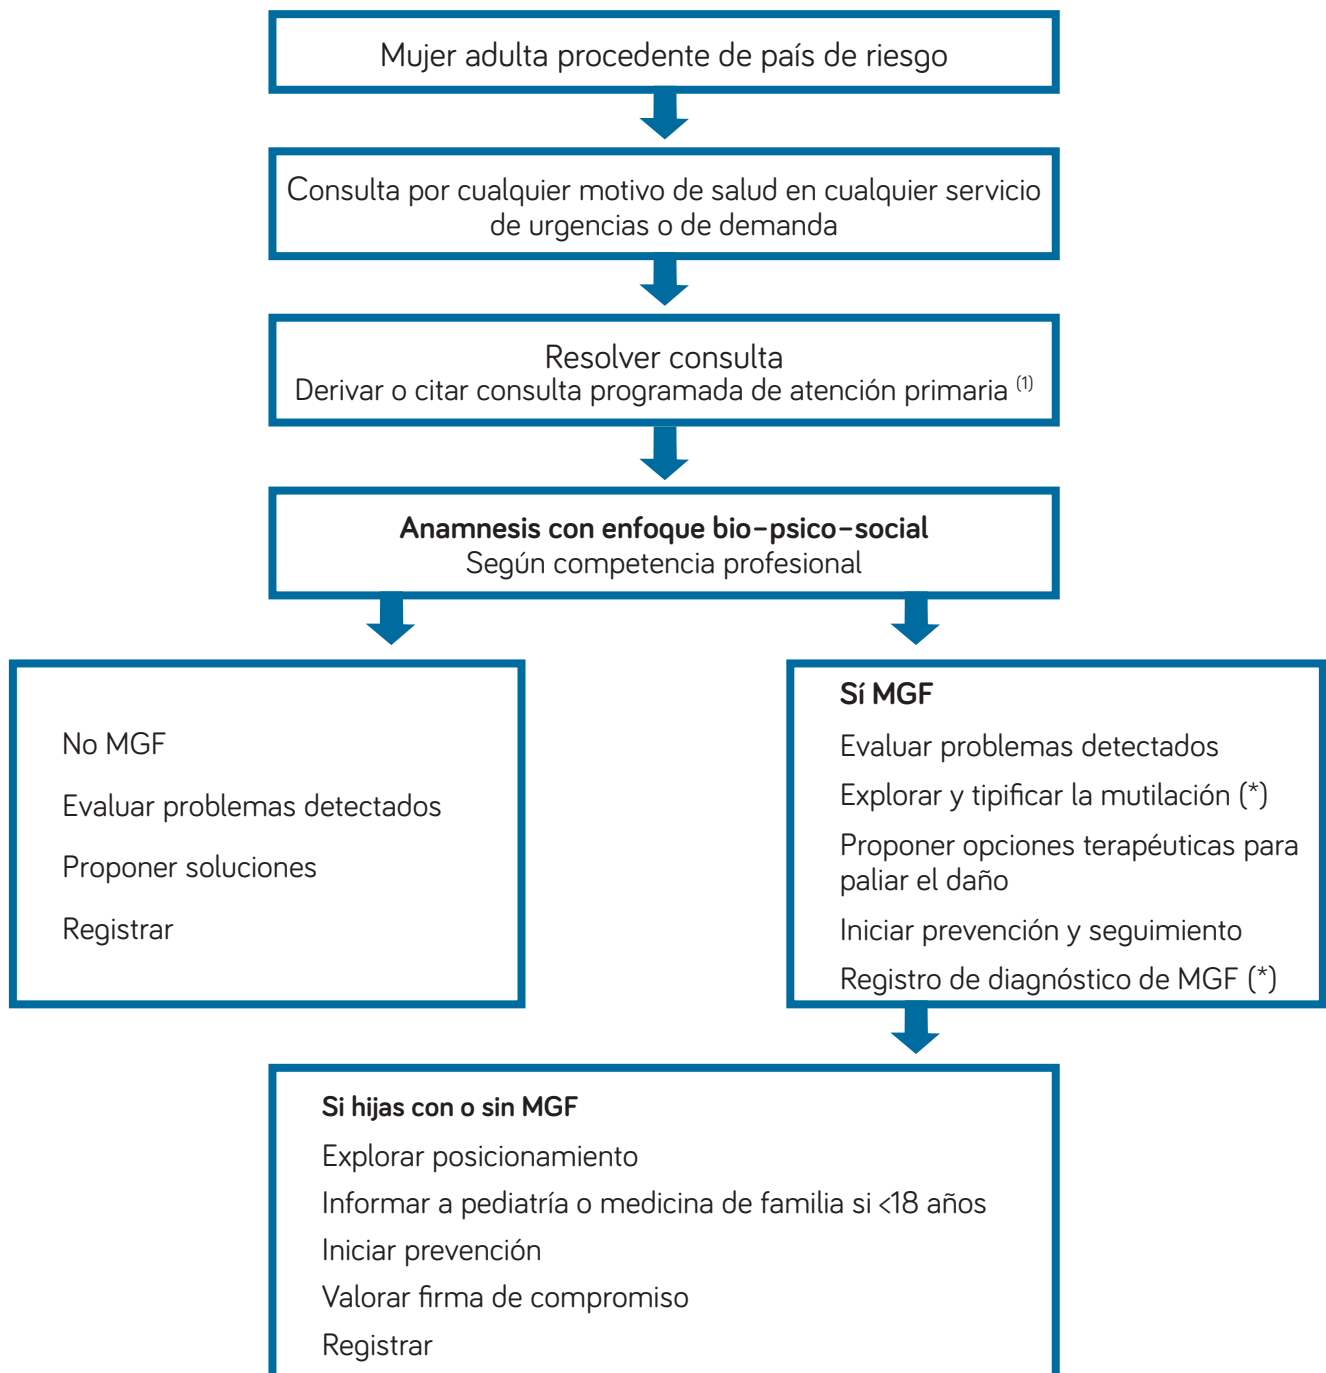 Mujer adulta procedente de país de riesgo
Consulta por cualquier motivo de salud en cualquier servicio
de urgencias o de demanda
Resolver consulta
Derivar o citar consulta programada de atención primaria (1)
Anamnesis con enfoque bio-psico-social
Según competencia profesional
No MGF
Evaluar problemas detectados
Proponer soluciones
Registrar
Sí MGF
Evaluar problemas detectados
Explorar y tipificar la mutilación (*)
Proponer opciones terapéuticas para
paliar el daño
Iniciar prevención y seguimiento
Registro de diagnóstico de MGF (*)
Si hijas con o sin MGF
Explorar posicionamiento
Informar a pediatría o medicina de familia si <18 años
Iniciar prevención
Valorar firma de compromiso
Registrar